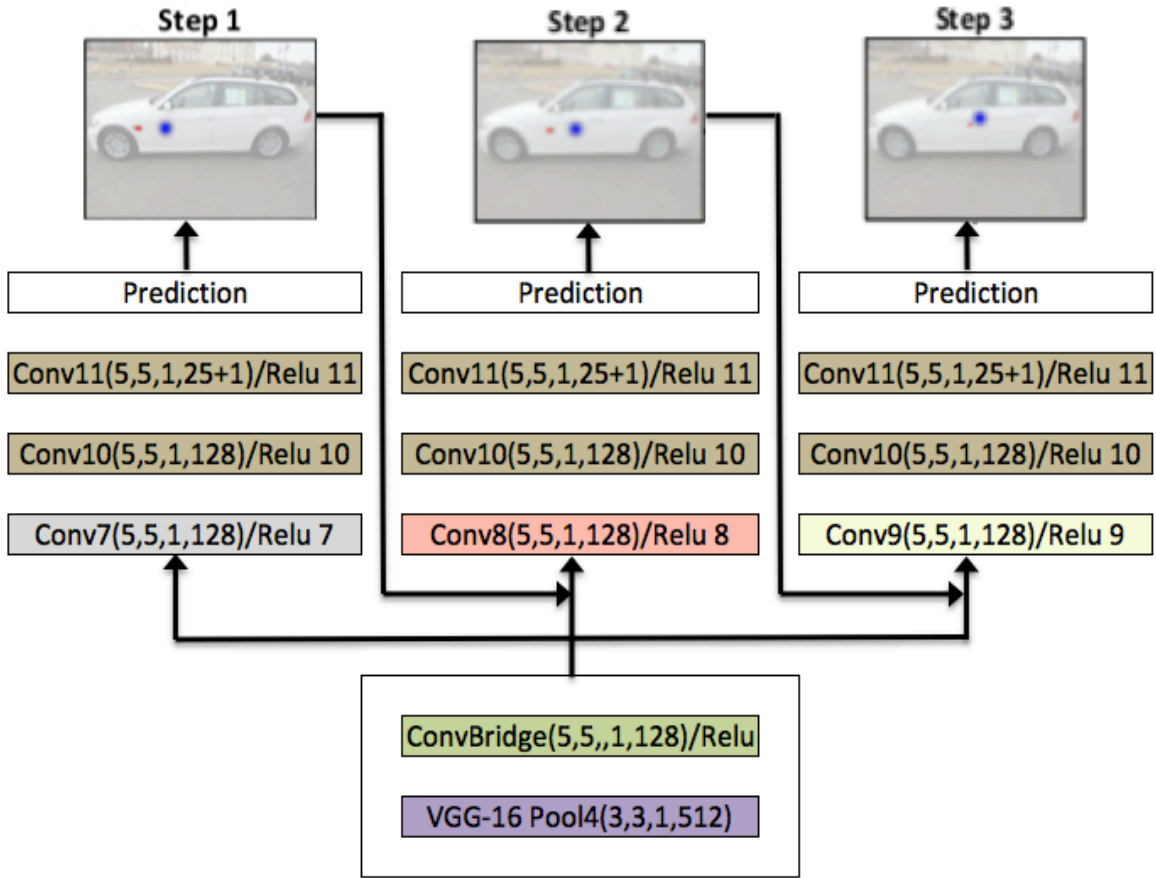 Step 1
Step 2
Step 3
Prediction
Prediction
Prediction
Conv11(5,5,1,25+1)/Relu 11
Conv11(5,5,1,25+1)/Relu 11
Conv11(5,5,1,25+1)/Relu 11
Conv10(5,5,1,128)/Relu 10
Conv10(5,5,1,128)/Relu 10
Conv10(5,5,1,128)/Relu 10
Conv7(5,5,1,128)/Relu 7
Conv8(5,5,1,128)/Relu 8
Conv9(5,5,1,128)/Relu 9
ConvBridge(5,5,,1,128)/Relu
VGG-16 Pool4(3,3,1,512)